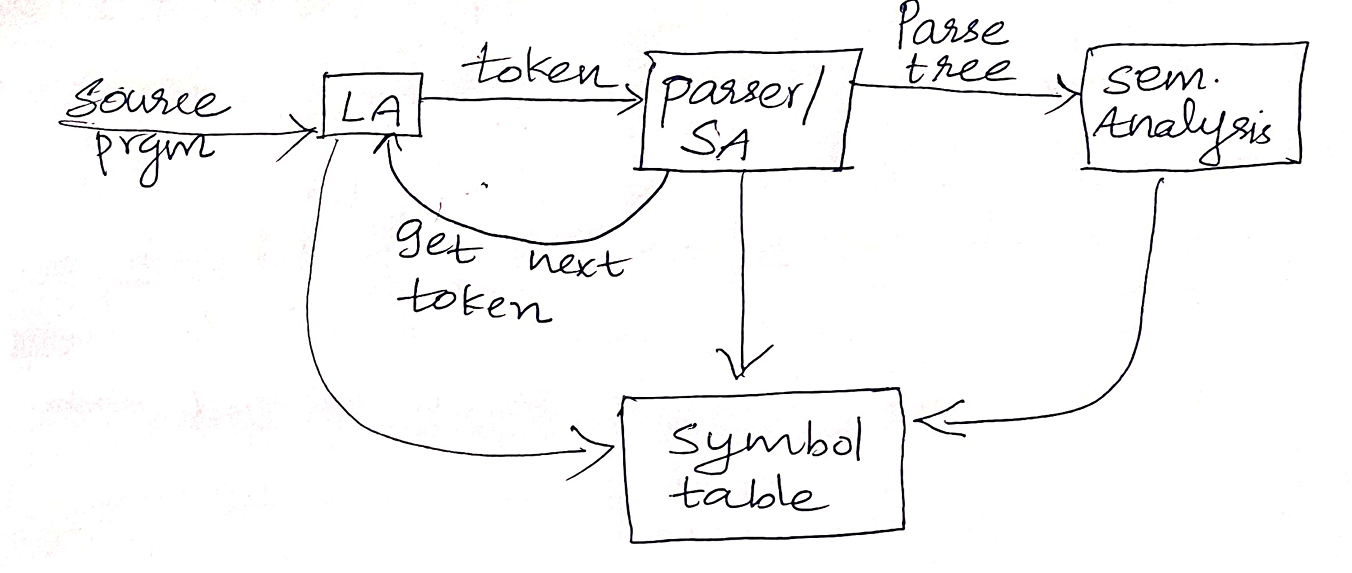 Source
prgm
LA
token
parser/
SA
Parse
tree
sem.
Analysis
get next
token
symbol
table